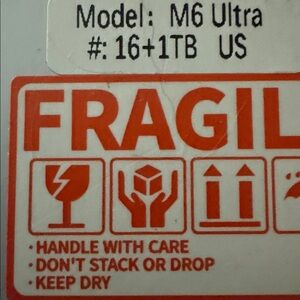 Model: M6 Ultra
#: 16+1TB US
FRAGIL
·HANDLE WITH CARE
·DON'T STACK OR DROP
·KEEP DRY